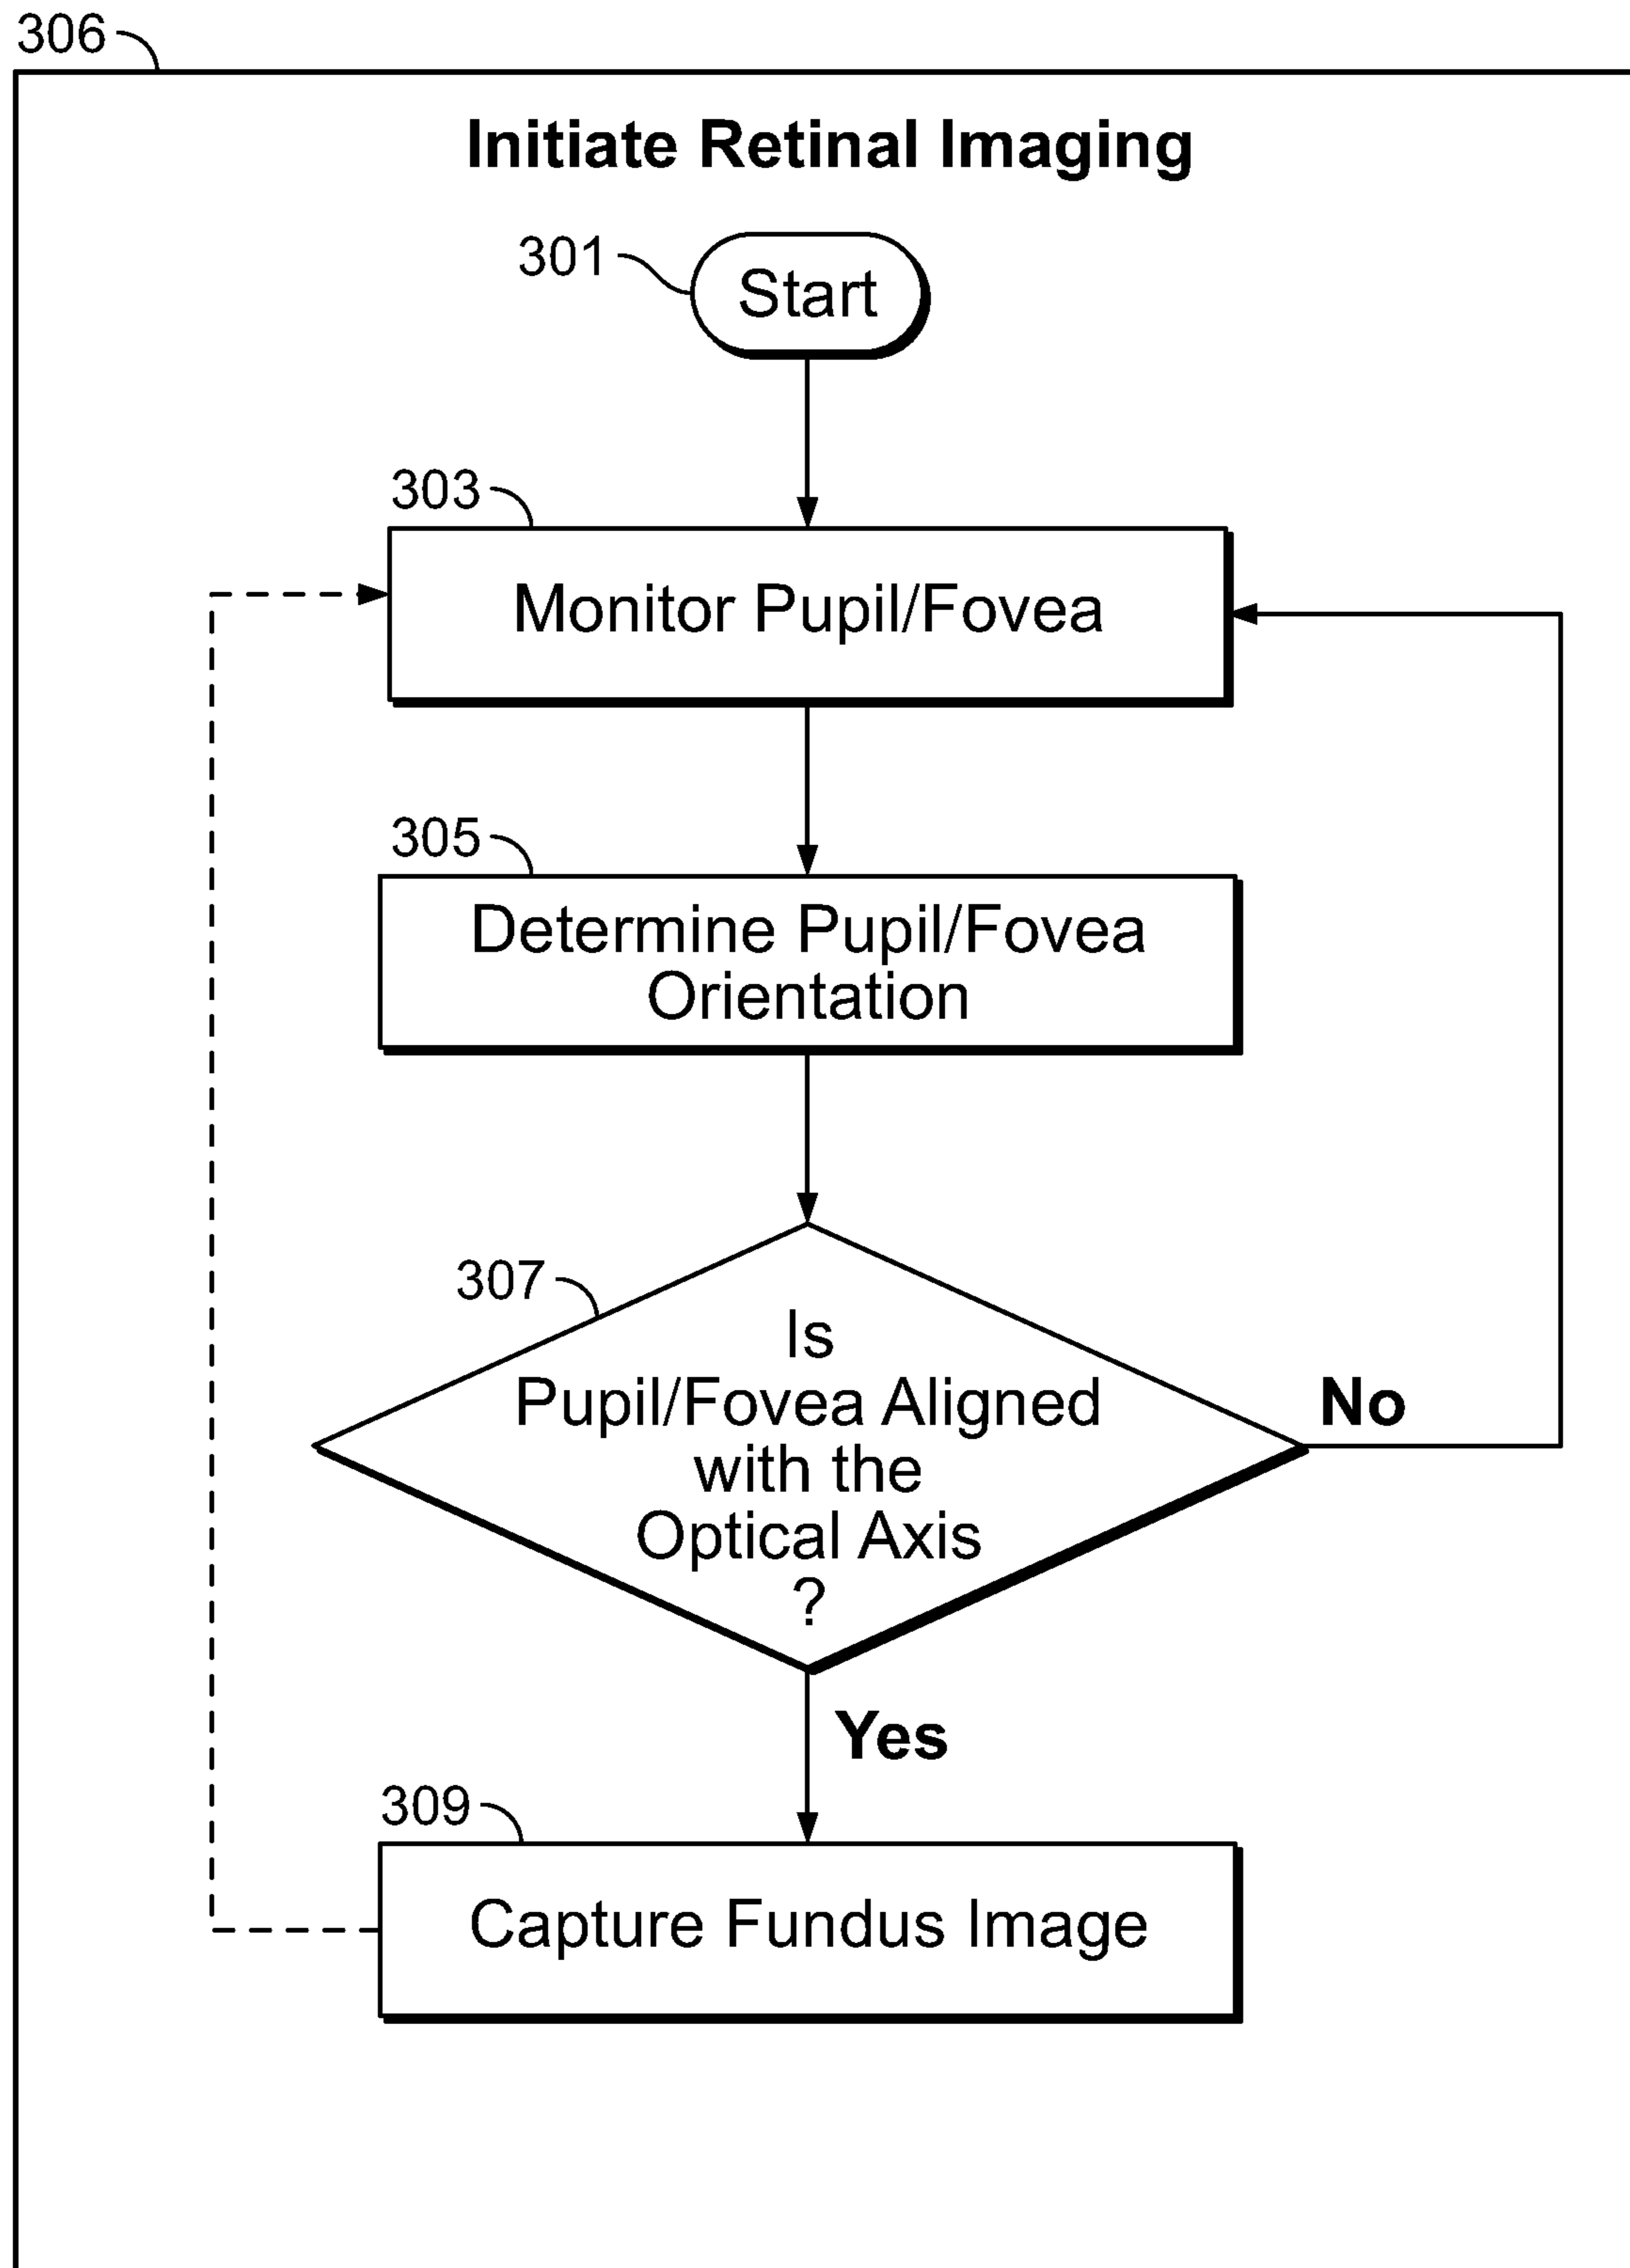 306
Initiate Retinal Imaging
301
Start
303
Monitor Pupil/Fovea
305
Determine Pupil/Fovea
Orientation
307
Is
Pupil/Fovea Aligned
with the
Optical Axis
?
No
Yes
309
Capture Fundus Image